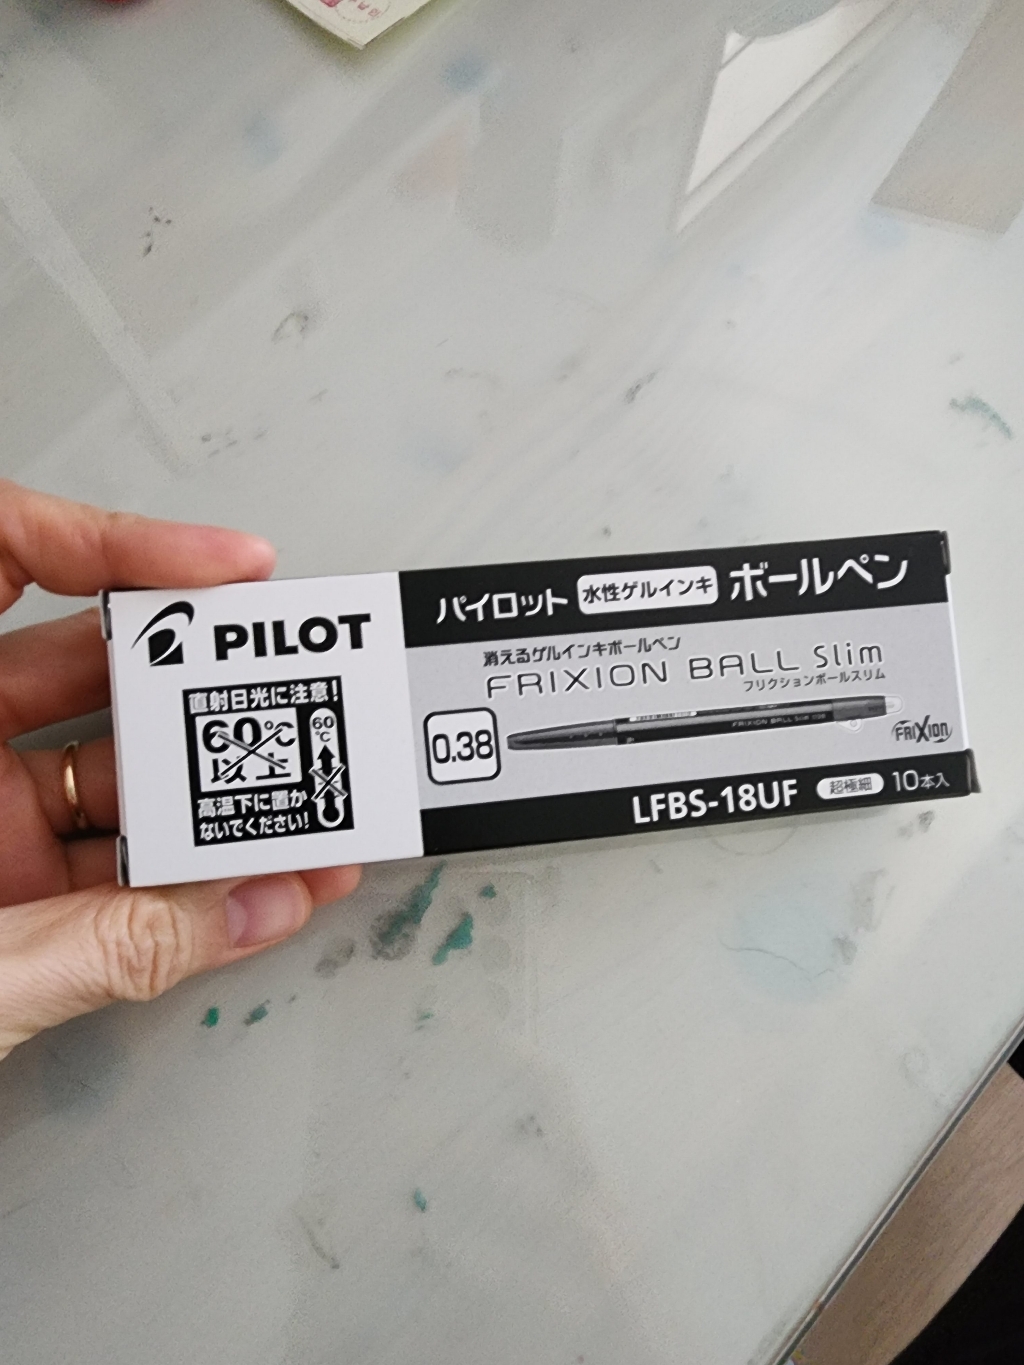 PILOT
直射日光に注意!
60℃
以上
60
℃
高温下に置か
ないでください!
パイロット 水性ゲルインキ ボールペン
消えるゲルインキボールペン
FRIXION BALL Slim
フリクションボールスリム
0.38
FRIXION BALL Slim 038
FRIXION
LFBS-18UF 超極細 10本入